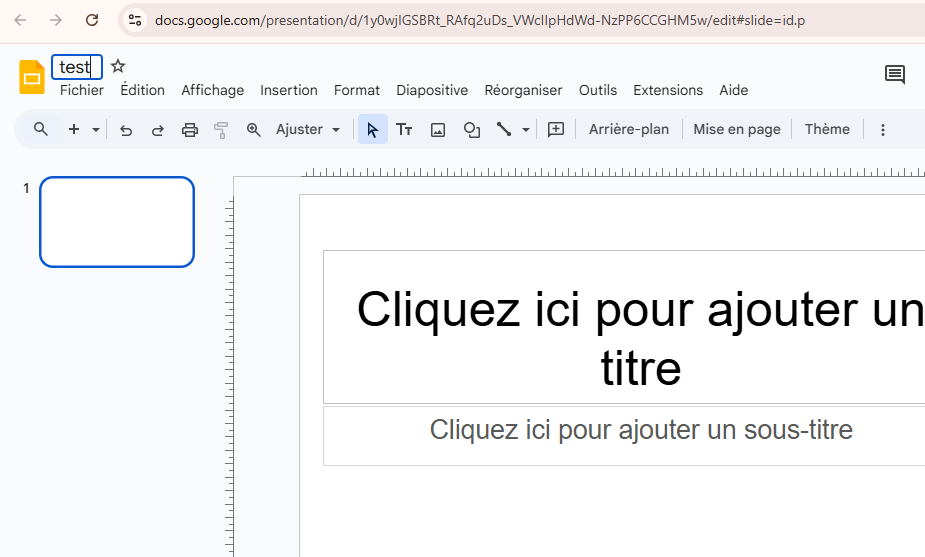 docs.google.com/presentation/d/1y0wjIGSBRt_RAfq2uDs_VWclIpHdWd-NzPP6CCGHM5w/edit#slide=id.p
test
Fichier Édition Affichage Insertion Format Diapositive Réorganiser Outils Extensions Aide
Ajuster Arrière-plan Mise en page Thème
1
Cliquez ici pour ajouter un
titre
Cliquez ici pour ajouter un sous-titre